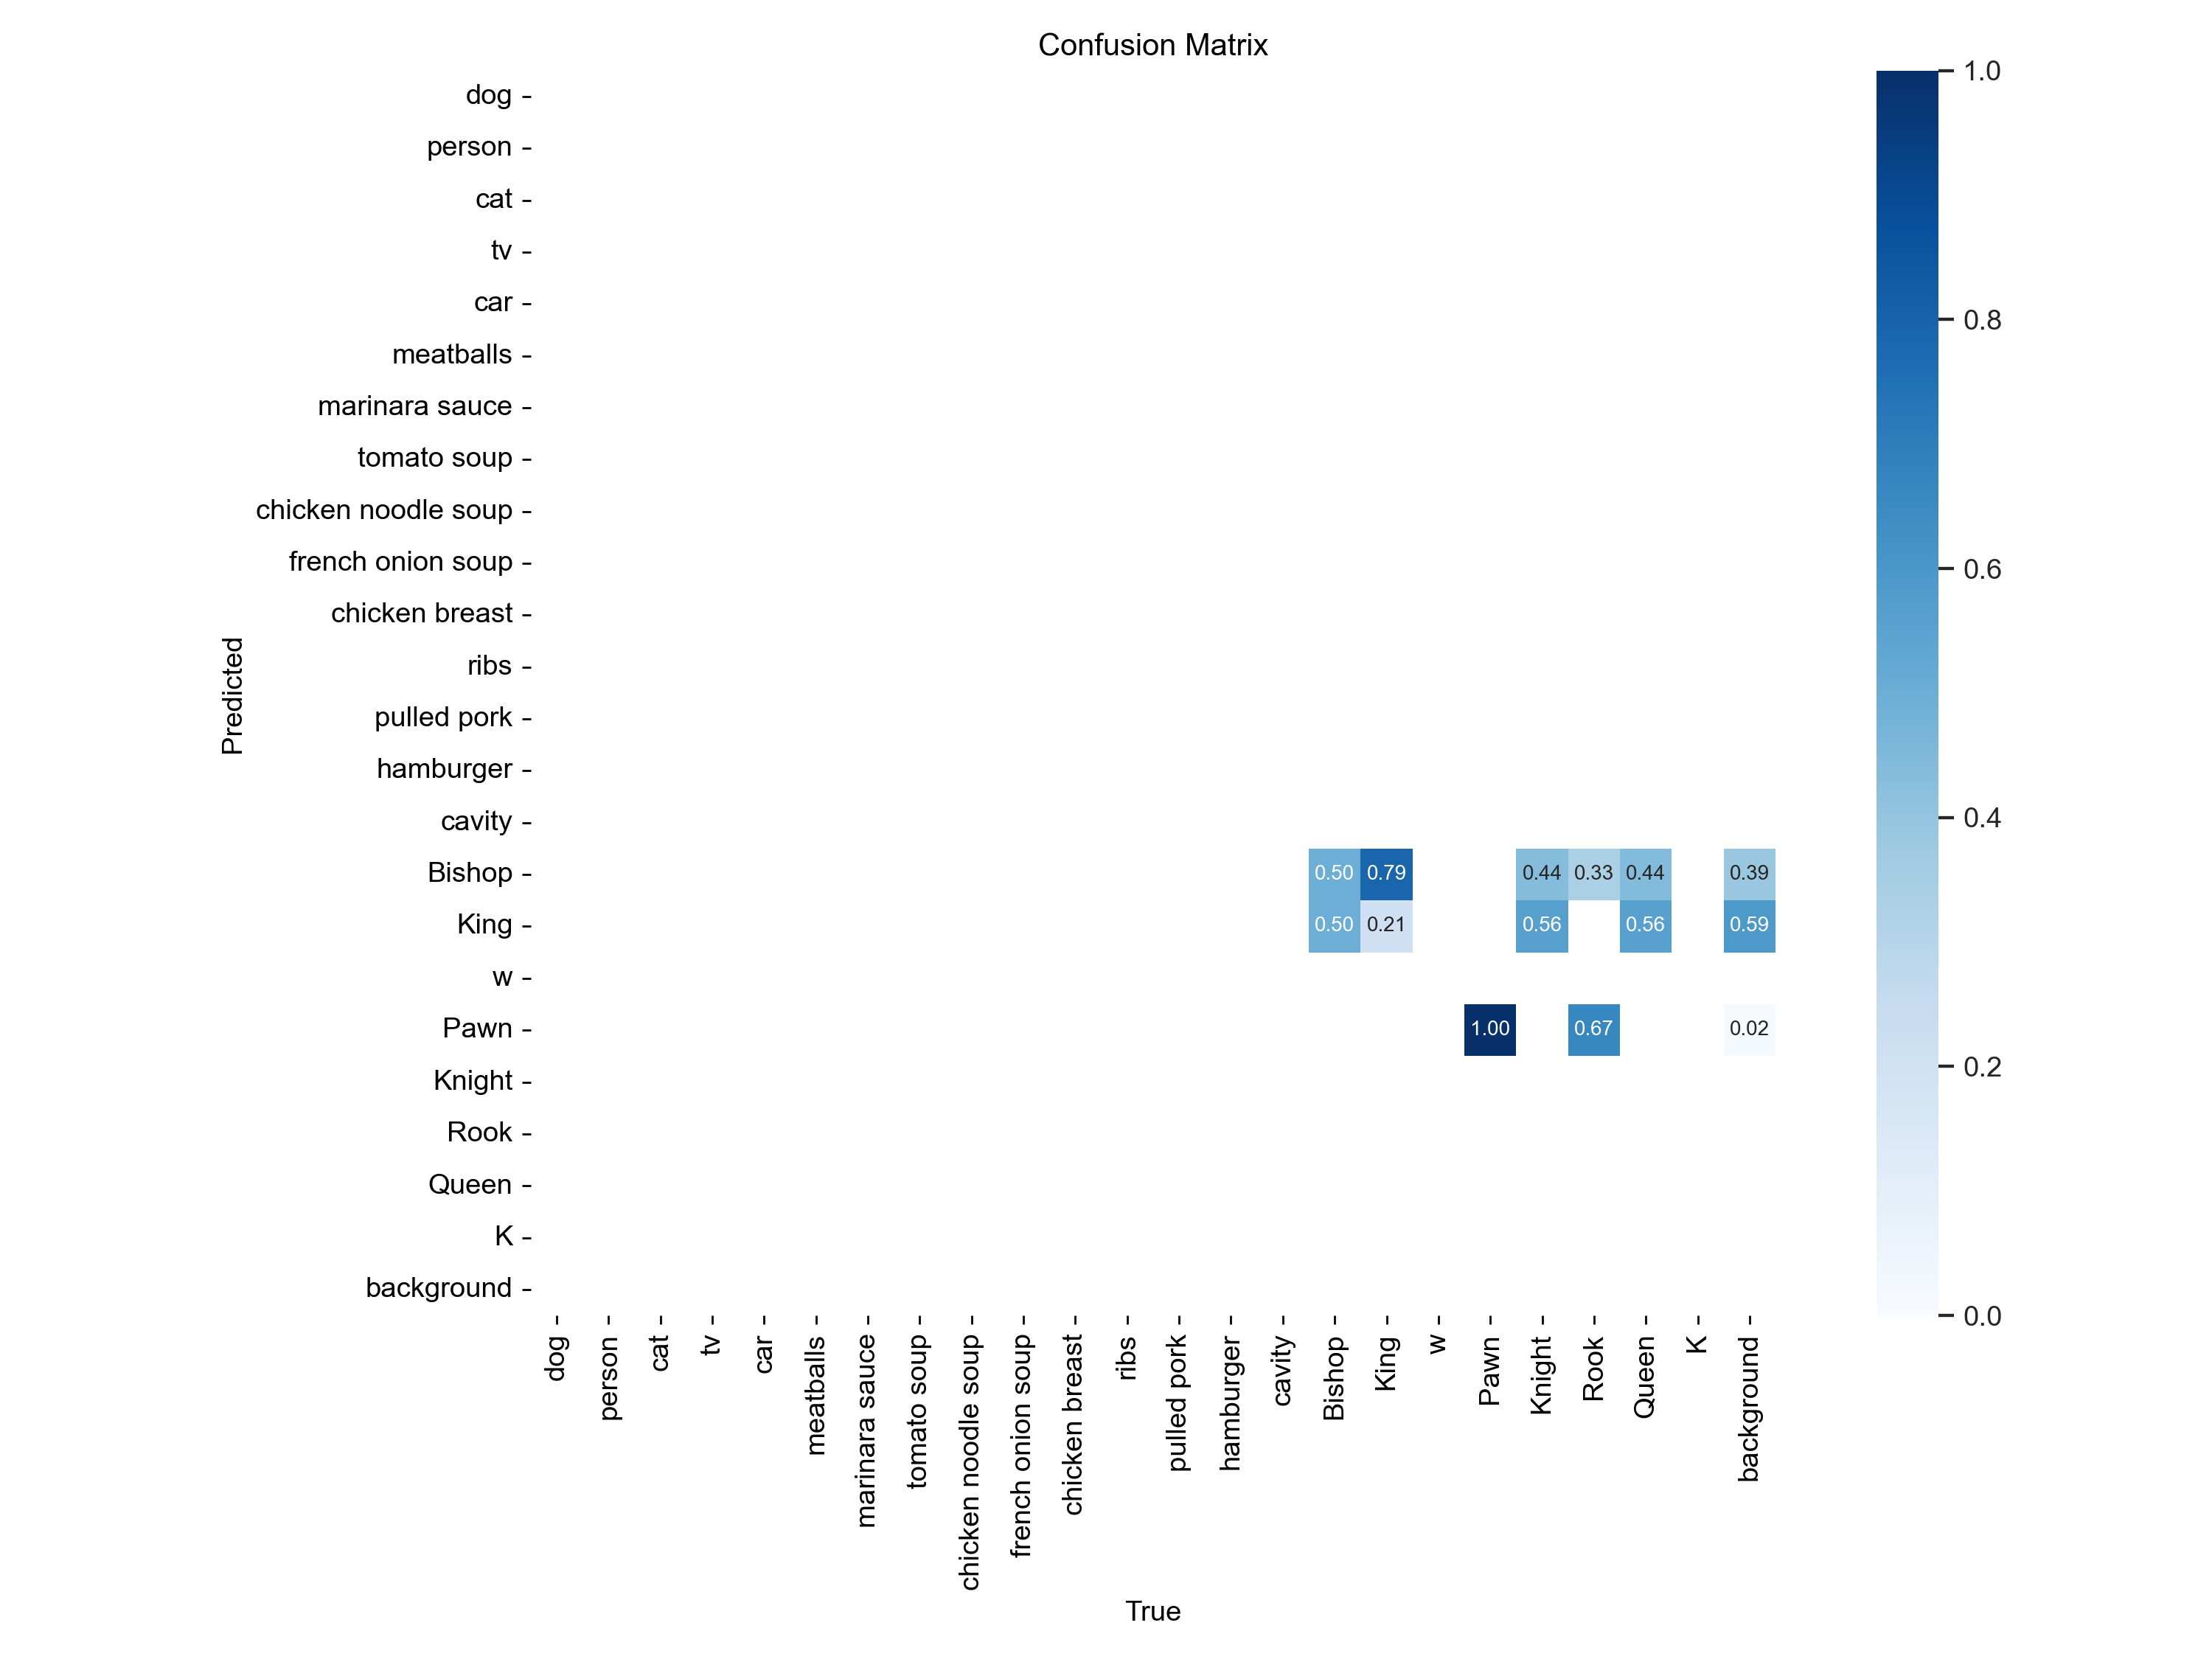 Confusion Matrix
dog
person
cat
tv
car
meatballs
marinara sauce
tomato soup
chicken noodle soup
french onion soup
chicken breast
ribs
pulled pork
hamburger
cavity
Bishop
King
w
Pawn
Knight
Rook
Queen
K
background
Predicted
0.50 0.79 0.44 0.33 0.44 0.39
0.50 0.21 0.56 0.56 0.59
1.00 0.67 0.02
1.0
0.8
0.6
0.4
0.2
0.0
dog
person
cat
tv
car
meatballs
marinara sauce
tomato soup
chicken noodle soup
french onion soup
chicken breast
ribs
pulled pork
hamburger
cavity
Bishop
King
w
Pawn
Knight
Rook
Queen
K
background
True